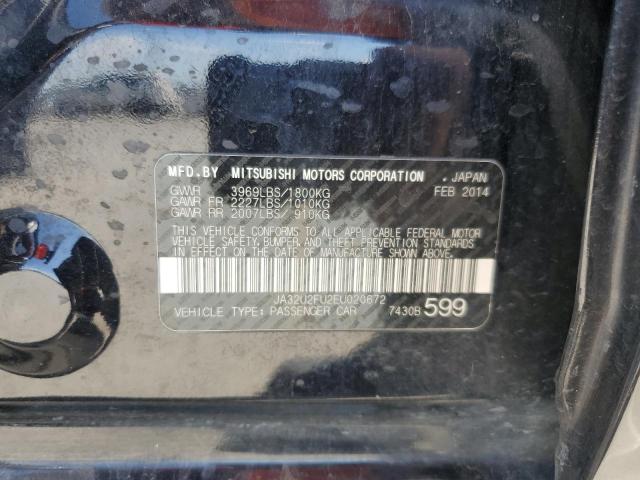 MFD.BY MITSUBISHI MOTORS CORPORATION , JAPAN
GVWR 3969LBS/1800KG FEB 2014
GAWR FR 2227LBS/1010KG
GAWR RR 2007LBS/ 910KG
THIS VEHICLE CONFORMS TO ALL APPLICABLE FEDERAL MOTOR
VEHICLE SAFETY, BUMPER, AND THEFT PREVENTION STANDARDS
IN EFFECT ON THE DATE OF MANUFACTURE SHOWN ABOVE.
JA32U2FU2EU020672
VEHICLE TYPE: PASSENGER CAR 7430B 599